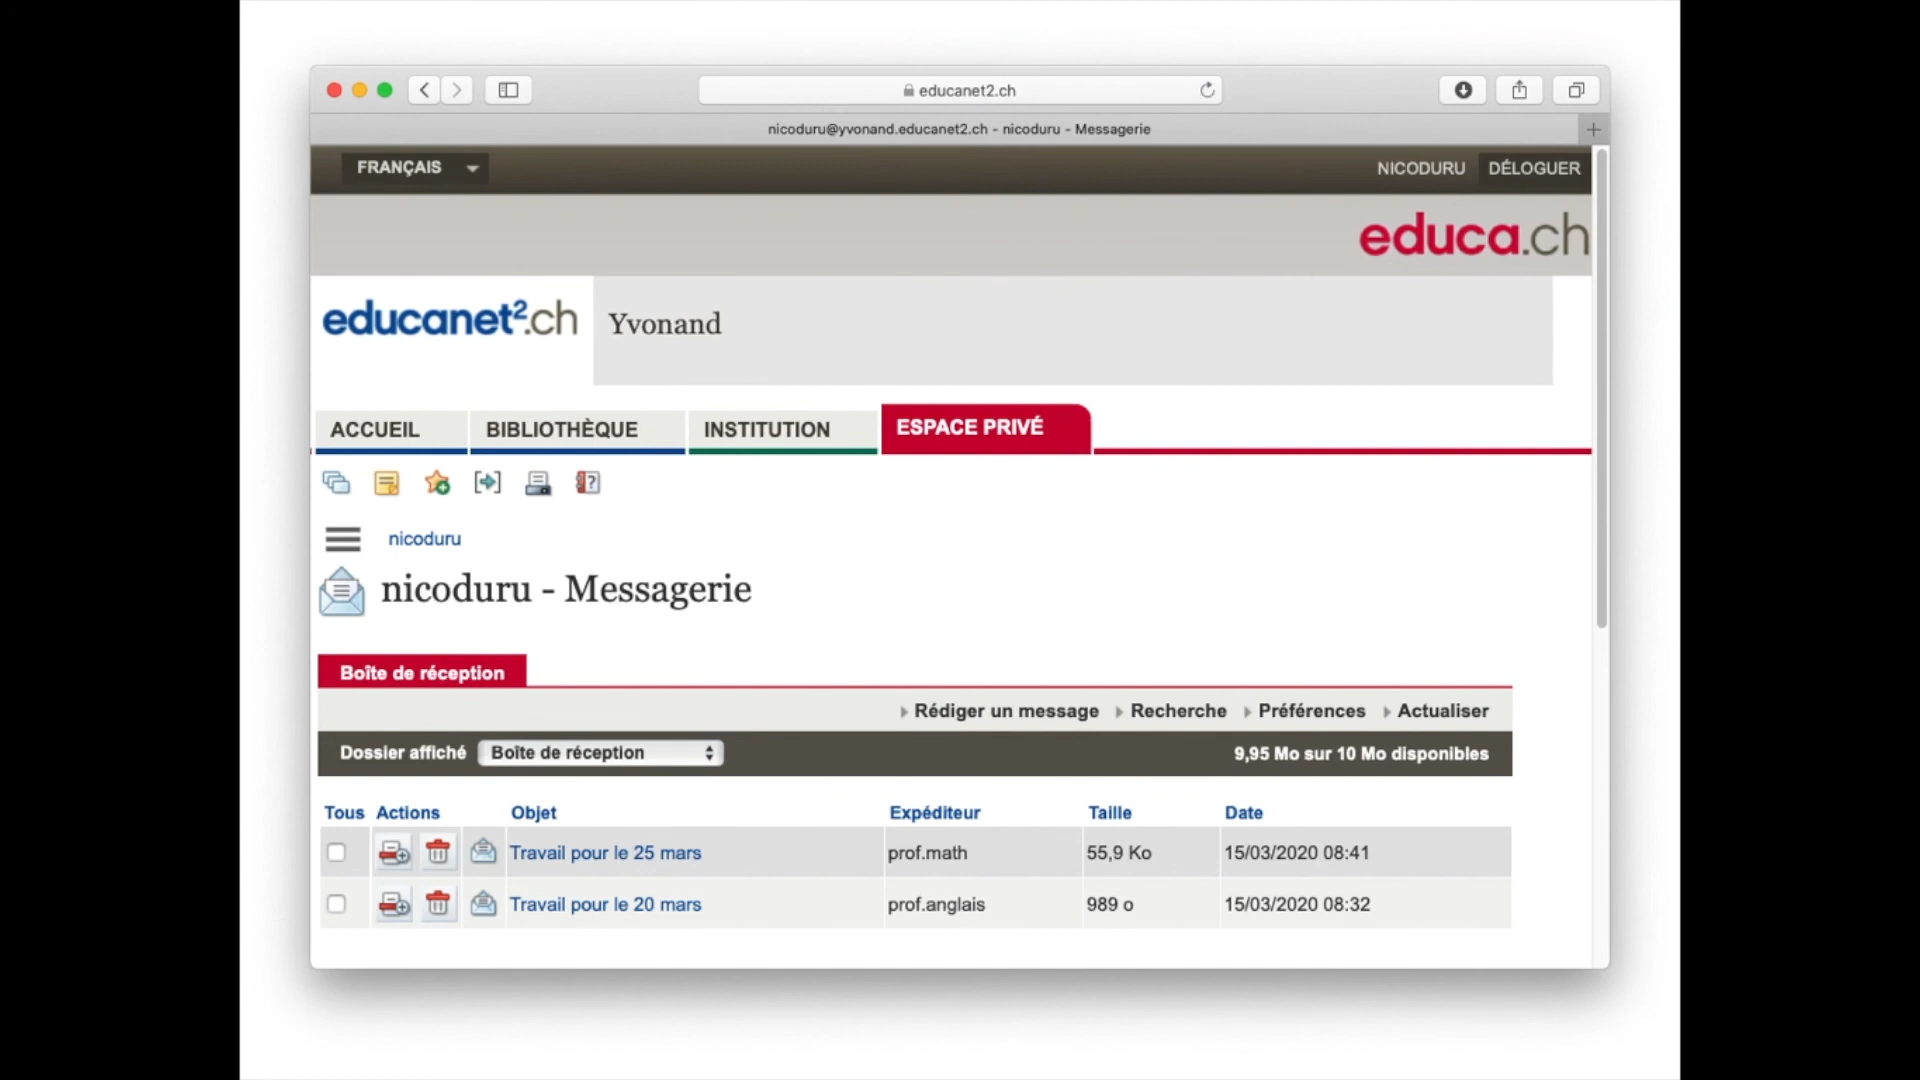 educanet2.ch
nicoduru@yvonand.educanet2.ch - nicoduru - Messagerie
FRANÇAIS NICODURU DÉLOGUER
educa.ch
educanet².ch Yvonand
ACCUEIL BIBLIOTHÈQUE INSTITUTION ESPACE PRIVÉ
nicoduru
nicoduru - Messagerie
Boîte de réception
Rédiger un message Recherche Préférences Actualiser
Dossier affiché Boîte de réception 9,95 Mo sur 10 Mo disponibles
Tous Actions Objet Expéditeur Taille Date
Travail pour le 25 mars prof.math 55,9 Ko 15/03/2020 08:41
Travail pour le 20 mars prof.anglais 989 o 15/03/2020 08:32